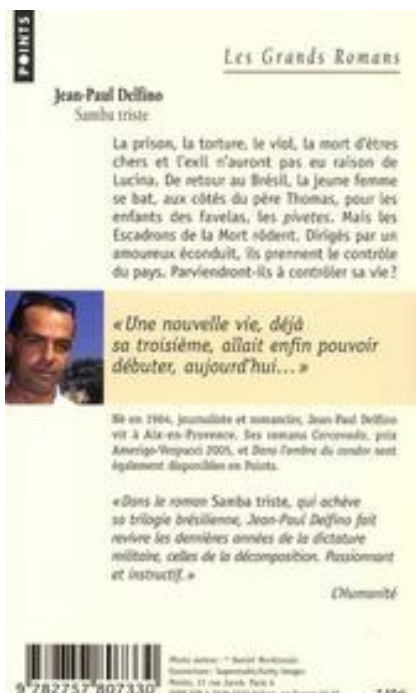 POINTS
Les Grands Romans
Jean-Paul Delfino
Samba triste
La prison, la torture, le viol, la mort d'êtres
chers et l'exil n'auront pas eu raison de
Lucina. De retour au Brésil, la jeune femme
se bat, aux côtés du père Thomas, pour les
enfants des favelas, les pivetes. Mais les
Escadrons de la Mort rôdent. Dirigés par un
amoureux éconduit, ils prennent le contrôle
du pays. Parviendront-ils à contrôler sa vie?
«Une nouvelle vie, déjà
sa troisième, allait enfin pouvoir
débuter, aujourd'hui...»
Né en 1964, journaliste et romancier, Jean-Paul Delfino
vit à Aix-en-Provence. Ses romans Corcovado, prix
Amerigo-Vespucci 2005, et Dans l'ombre du condor sont
également disponibles en Points.
«Dans le roman Samba triste, qui achève
sa trilogie brésilienne, Jean-Paul Delfino fait
revivre les dernières années de la dictature
militaire, celles de la décomposition. Passionnant
et instructif.»
L'Humanité
9 782757 807330